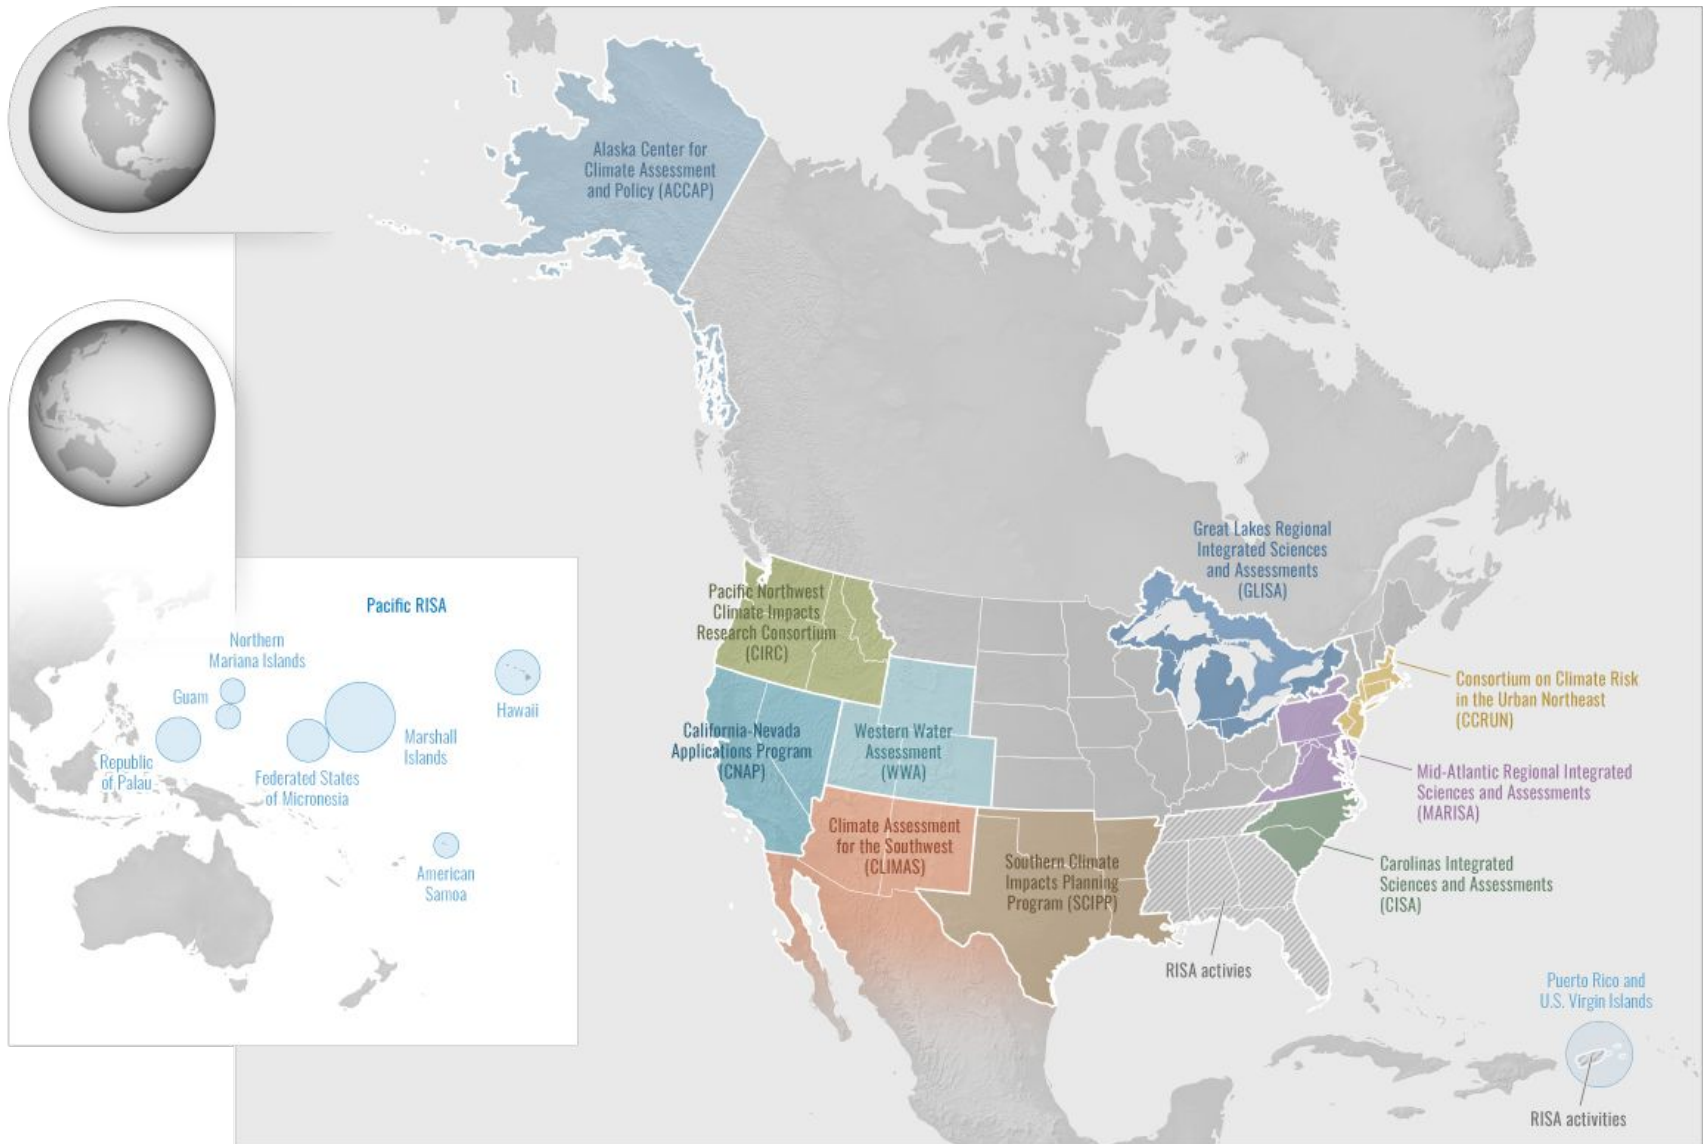 Alaska Center for
Climate Assessment
and Policy (ACCAP)
Great Lakes Regional
Integrated Sciences
and Assessments
(GLISA)
Pacific Northwest
Climate Impacts
Research Consortium
(CIRC)
Pacific RISA
Northern
Mariana Islands
Guam
Hawaii
Republic
of Palau
Federated States
of Micronesia
Marshall
Islands
American
Samoa
California-Nevada
Applications Program
(CNAP)
Western Water
Assessment
(WWA)
Consortium on Climate Risk
in the Urban Northeast
(CCRUN)
Mid-Atlantic Regional Integrated
Sciences and Assessments
(MARISA)
Climate Assessment
for the Southwest
(CLIMAS)
Southern Climate
Impacts Planning
Program (SCIPP)
Carolinas Integrated
Sciences and Assessments
(CISA)
RISA activies
Puerto Rico and
U.S. Virgin Islands
RISA activities